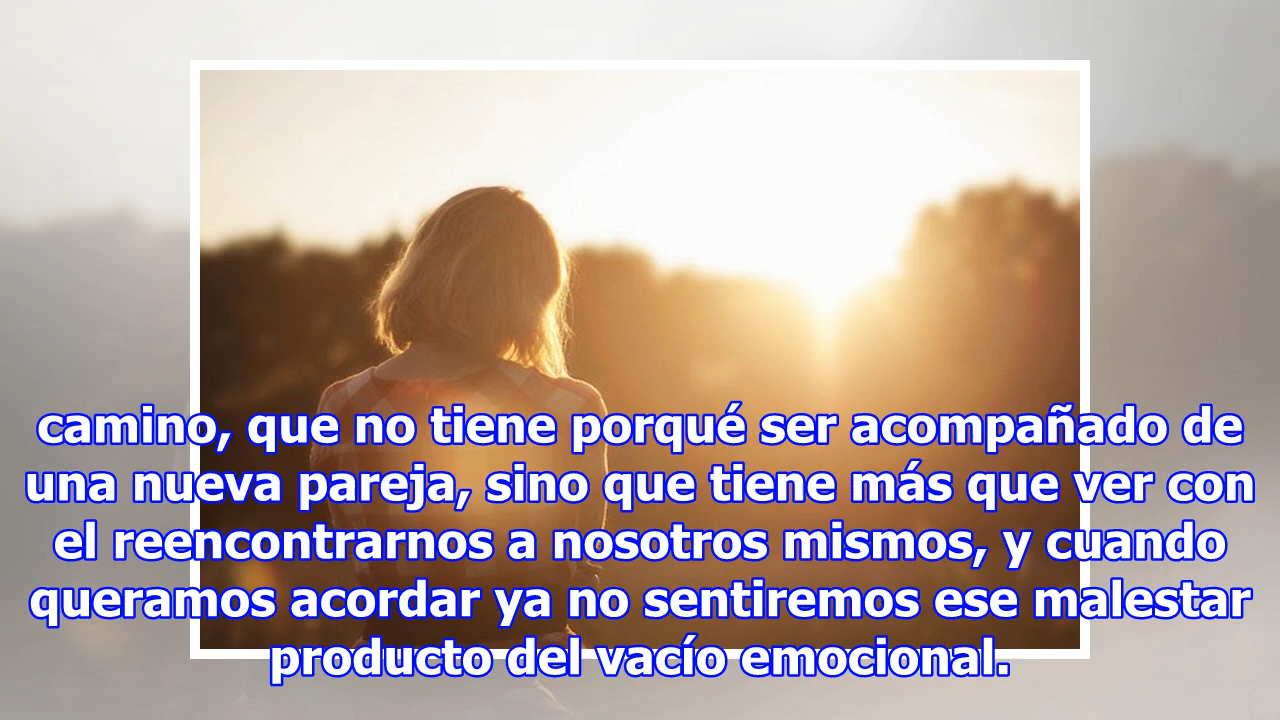 camino, que no tiene porqué ser acompañado de
una nueva pareja, sino que tiene más que ver con
el reencontrarnos a nosotros mismos, y cuando
queramos acordar ya no sentiremos ese malestar
producto del vacío emocional.